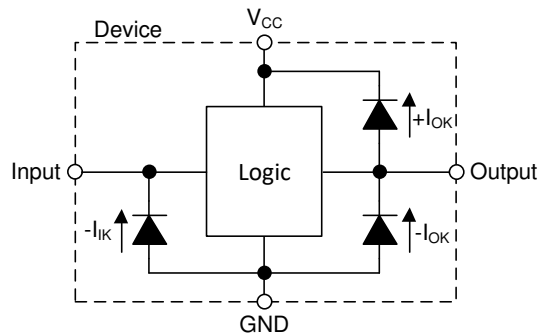 Device
VCC
+IOK
Input
Logic
Output
-IIK
-IOK
GND